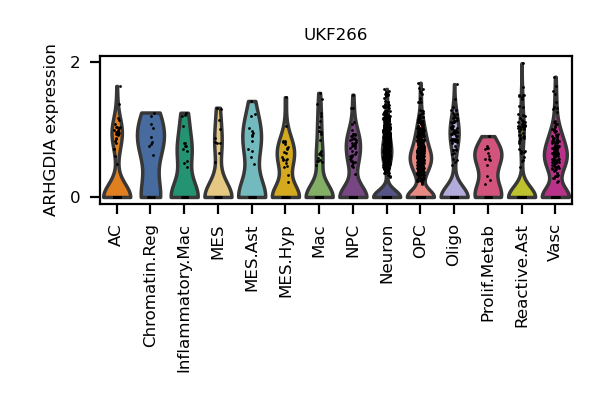 UKF266
ARHGDIA expression
2
0
AC
Chromatin.Reg
Inflammatory.Mac
MES
MES.Ast
MES.Hyp
Mac
NPC
Neuron
OPC
Oligo
Prolif.Metab
Reactive.Ast
Vasc